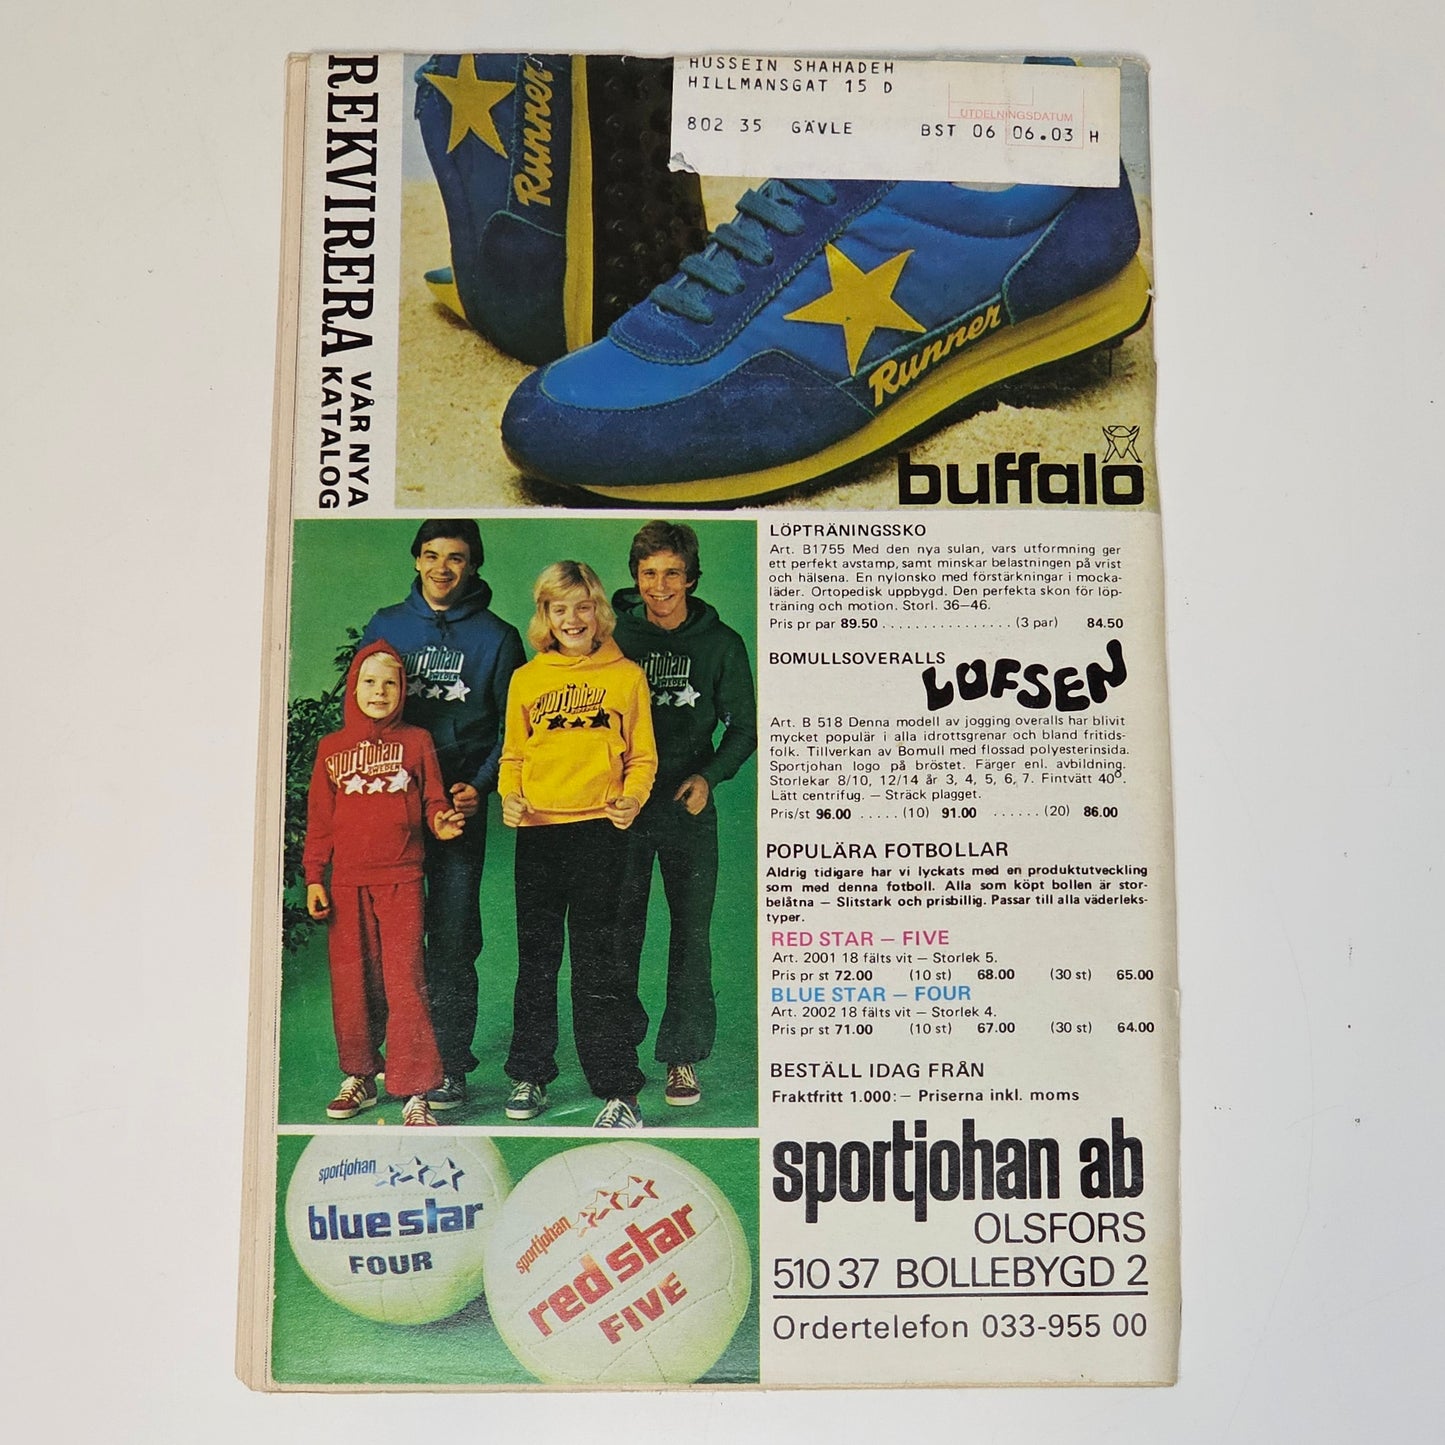 REKVIRERA VÅR NYA
KATALOG
HUSSEIN SHAHADEH
HILLMANSGAT 15 D
802 35 GÄVLE BST 06 06.03 H
UTDELNINGSDATUM
Runner
Runner
buffalo
LÖPTRÄNINGSSKO
Art. B1755 Med den nya sulan, vars utformning ger
ett perfekt avstamp, samt minskar belastningen på vrist
och hälsena. En nylonsko med förstärkningar i mocka-
läder. Ortopedisk uppbygd. Den perfekta skon för löp-
träning och motion. Storl. 36–46.
Pris pr par 89.50 . . . . . . . . . . . . . . . . (3 par) 84.50
BOMULLSOVERALLS LOFSEN
Art. B 518 Denna modell av jogging overalls har blivit
mycket populär i alla idrottsgrenar och bland fritids-
folk. Tillverkan av Bomull med flossad polyesterinsida.
Sportjohan logo på bröstet. Färger enl. avbildning.
Storlekar 8/10, 12/14 år 3, 4, 5, 6, 7. Fintvätt 40°.
Lätt centrifug. – Sträck plagget.
Pris/st 96.00 . . . . . (10) 91.00 . . . . . . (20) 86.00
POPULÄRA FOTBOLLAR
Aldrig tidigare har vi lyckats med en produktutveckling
som med denna fotboll. Alla som köpt bollen är stor-
belåtna – Slitstark och prisbillig. Passar till alla väderleks-
typer.
RED STAR – FIVE
Art. 2001 18 fälts vit – Storlek 5.
Pris pr st 72.00 (10 st) 68.00 (30 st) 65.00
BLUE STAR – FOUR
Art. 2002 18 fälts vit – Storlek 4.
Pris pr st 71.00 (10 st) 67.00 (30 st) 64.00
BESTÄLL IDAG FRÅN
Fraktfritt 1.000:– Priserna inkl. moms
sportjohan ab
OLSFORS
510 37 BOLLEBYGD 2
Ordertelefon 033-955 00
sportjohan
SWEDEN
sportjohan
SWEDEN
sportjohan
SWEDEN
sportjohan
SWEDEN
sportjohan
blue star
FOUR
sportjohan
red star
FIVE